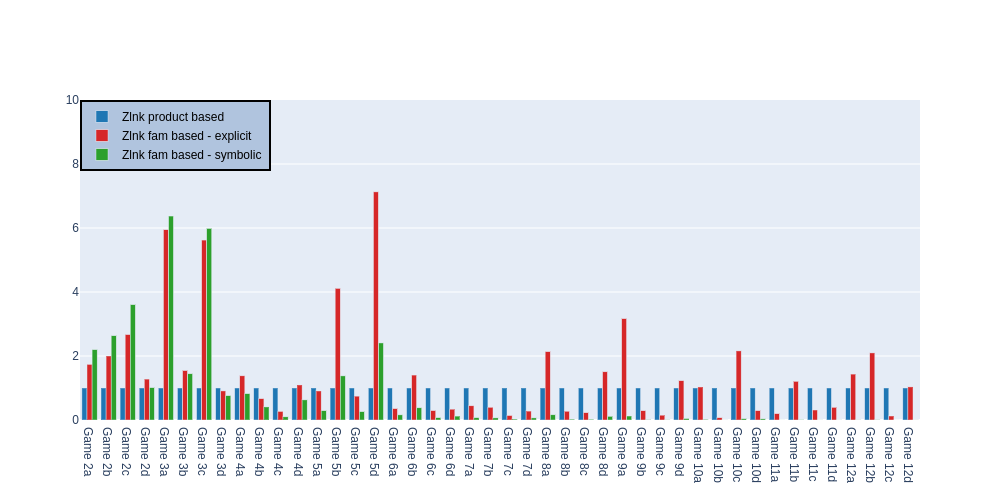 10
8
6
4
2
0
Zlnk product based
Zlnk fam based - explicit
Zlnk fam based - symbolic
Game 2a
Game 2b
Game 2c
Game 2d
Game 3a
Game 3b
Game 3c
Game 3d
Game 4a
Game 4b
Game 4c
Game 4d
Game 5a
Game 5b
Game 5c
Game 5d
Game 6a
Game 6b
Game 6c
Game 6d
Game 7a
Game 7b
Game 7c
Game 7d
Game 8a
Game 8b
Game 8c
Game 8d
Game 9a
Game 9b
Game 9c
Game 9d
Game 10a
Game 10b
Game 10c
Game 10d
Game 11a
Game 11b
Game 11c
Game 11d
Game 12a
Game 12b
Game 12c
Game 12d